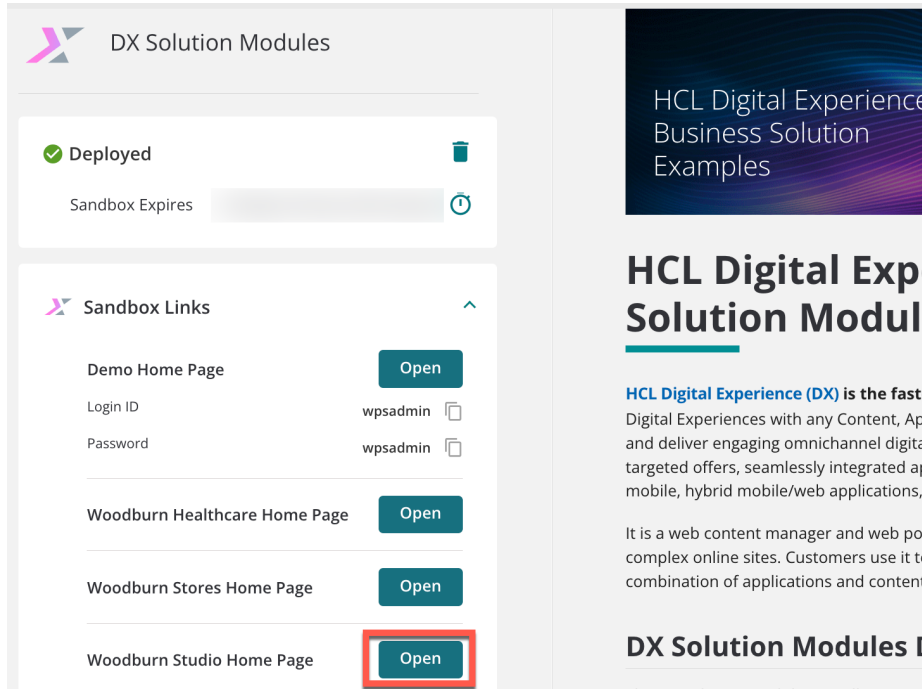 DX Solution Modules
Deployed
Sandbox Expires
Sandbox Links
Demo Home Page
Open
Login ID
wpsadmin
Password
wpsadmin
Woodburn Healthcare Home Page
Open
Woodburn Stores Home Page
Open
Woodburn Studio Home Page
Open
HCL Digital Experience
Business Solution
Examples
HCL Digital Exp
Solution Modul
HCL Digital Experience (DX) is the fast
Digital Experiences with any Content, Ap
and deliver engaging omnichannel digita
targeted offers, seamlessly integrated a
mobile, hybrid mobile/web applications,
It is a web content manager and web po
complex online sites. Customers use it t
combination of applications and content
DX Solution Modules